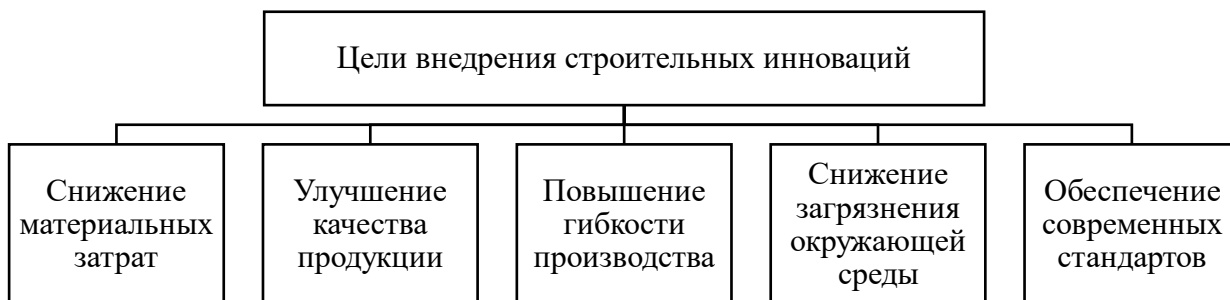 Цели внедрения строительных инноваций
Снижение
материальных
затрат
Улучшение
качества
продукции
Повышение
гибкости
производства
Снижение
загрязнения
окружающей
среды
Обеспечение
современных
стандартов